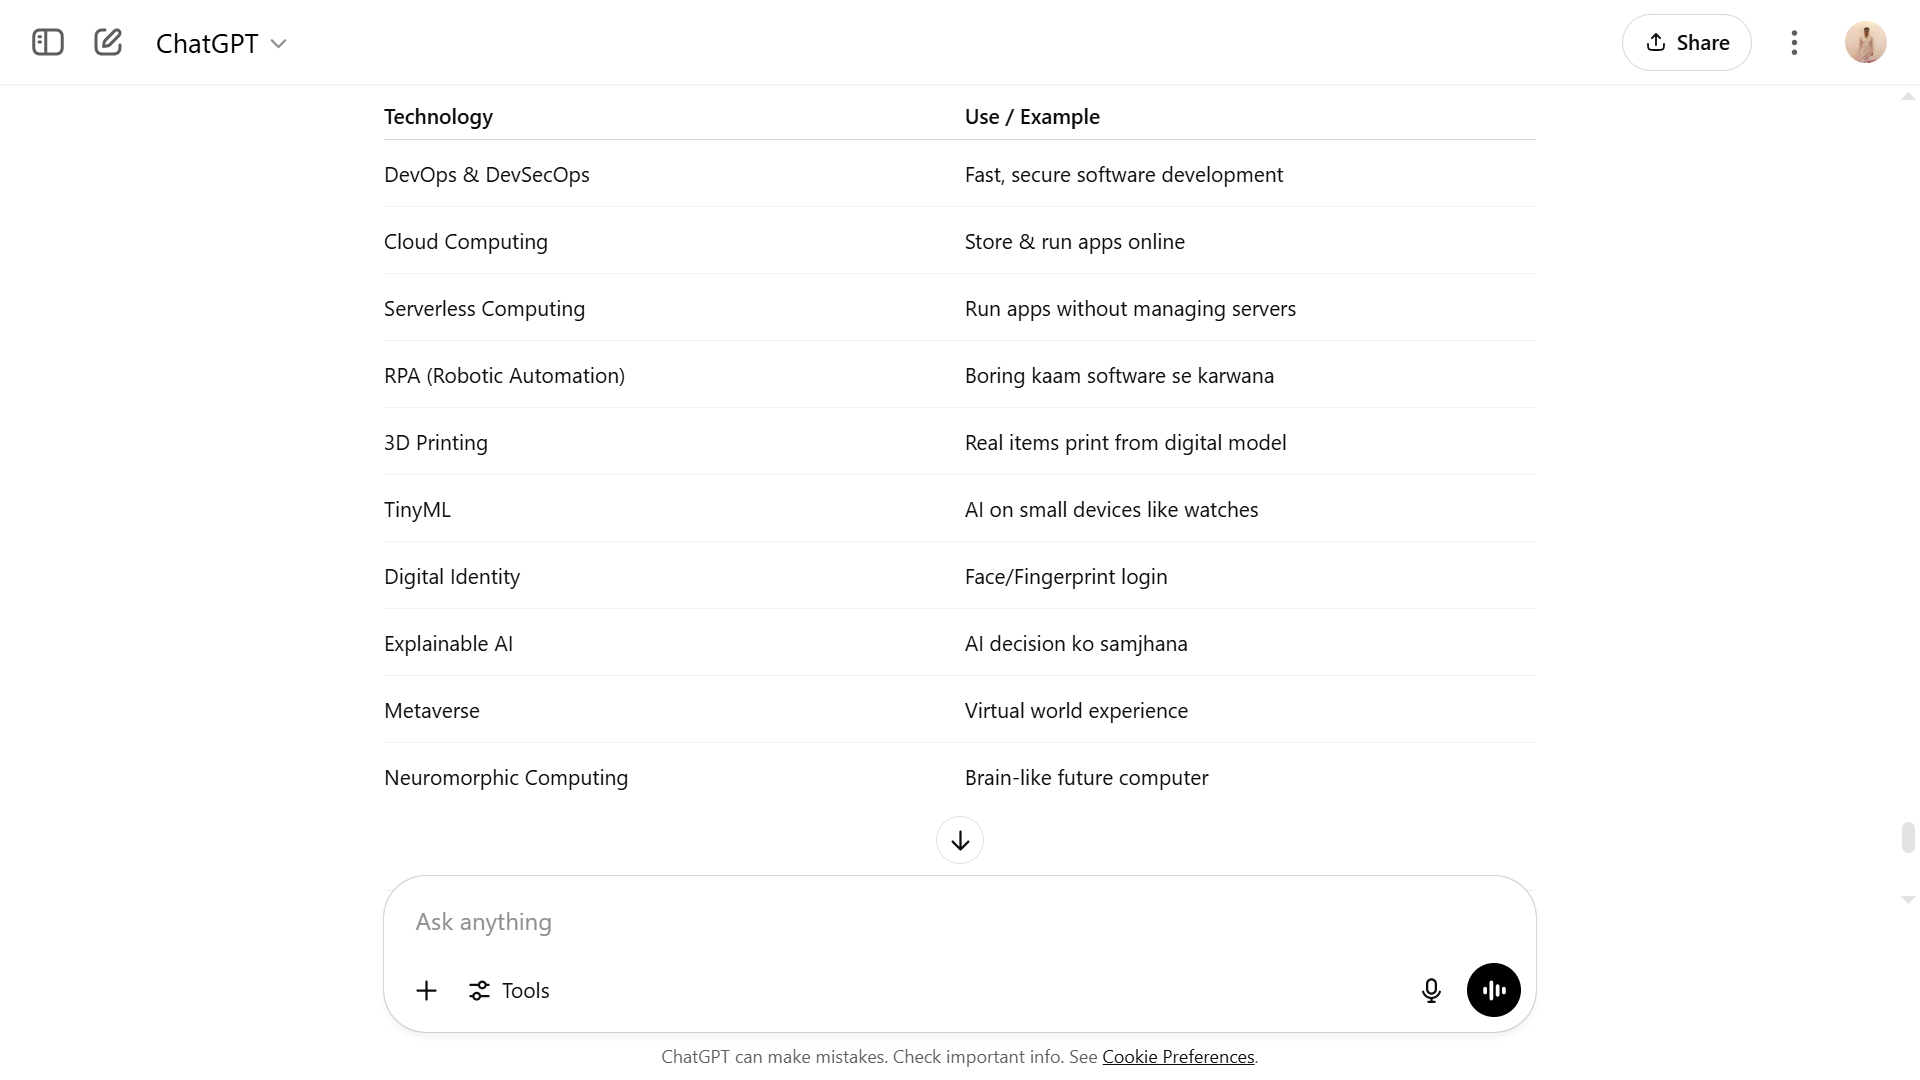 ChatGPT
Share
Technology Use / Example
DevOps & DevSecOps Fast, secure software development
Cloud Computing Store & run apps online
Serverless Computing Run apps without managing servers
RPA (Robotic Automation) Boring kaam software se karwana
3D Printing Real items print from digital model
TinyML AI on small devices like watches
Digital Identity Face/Fingerprint login
Explainable AI AI decision ko samjhana
Metaverse Virtual world experience
Neuromorphic Computing Brain-like future computer
Ask anything
Tools
ChatGPT can make mistakes. Check important info. See Cookie Preferences.